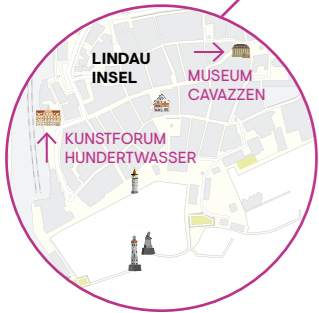 LINDAU
INSEL
MUSEUM
CAVAZZEN
KUNSTFORUM
HUNDERTWASSER